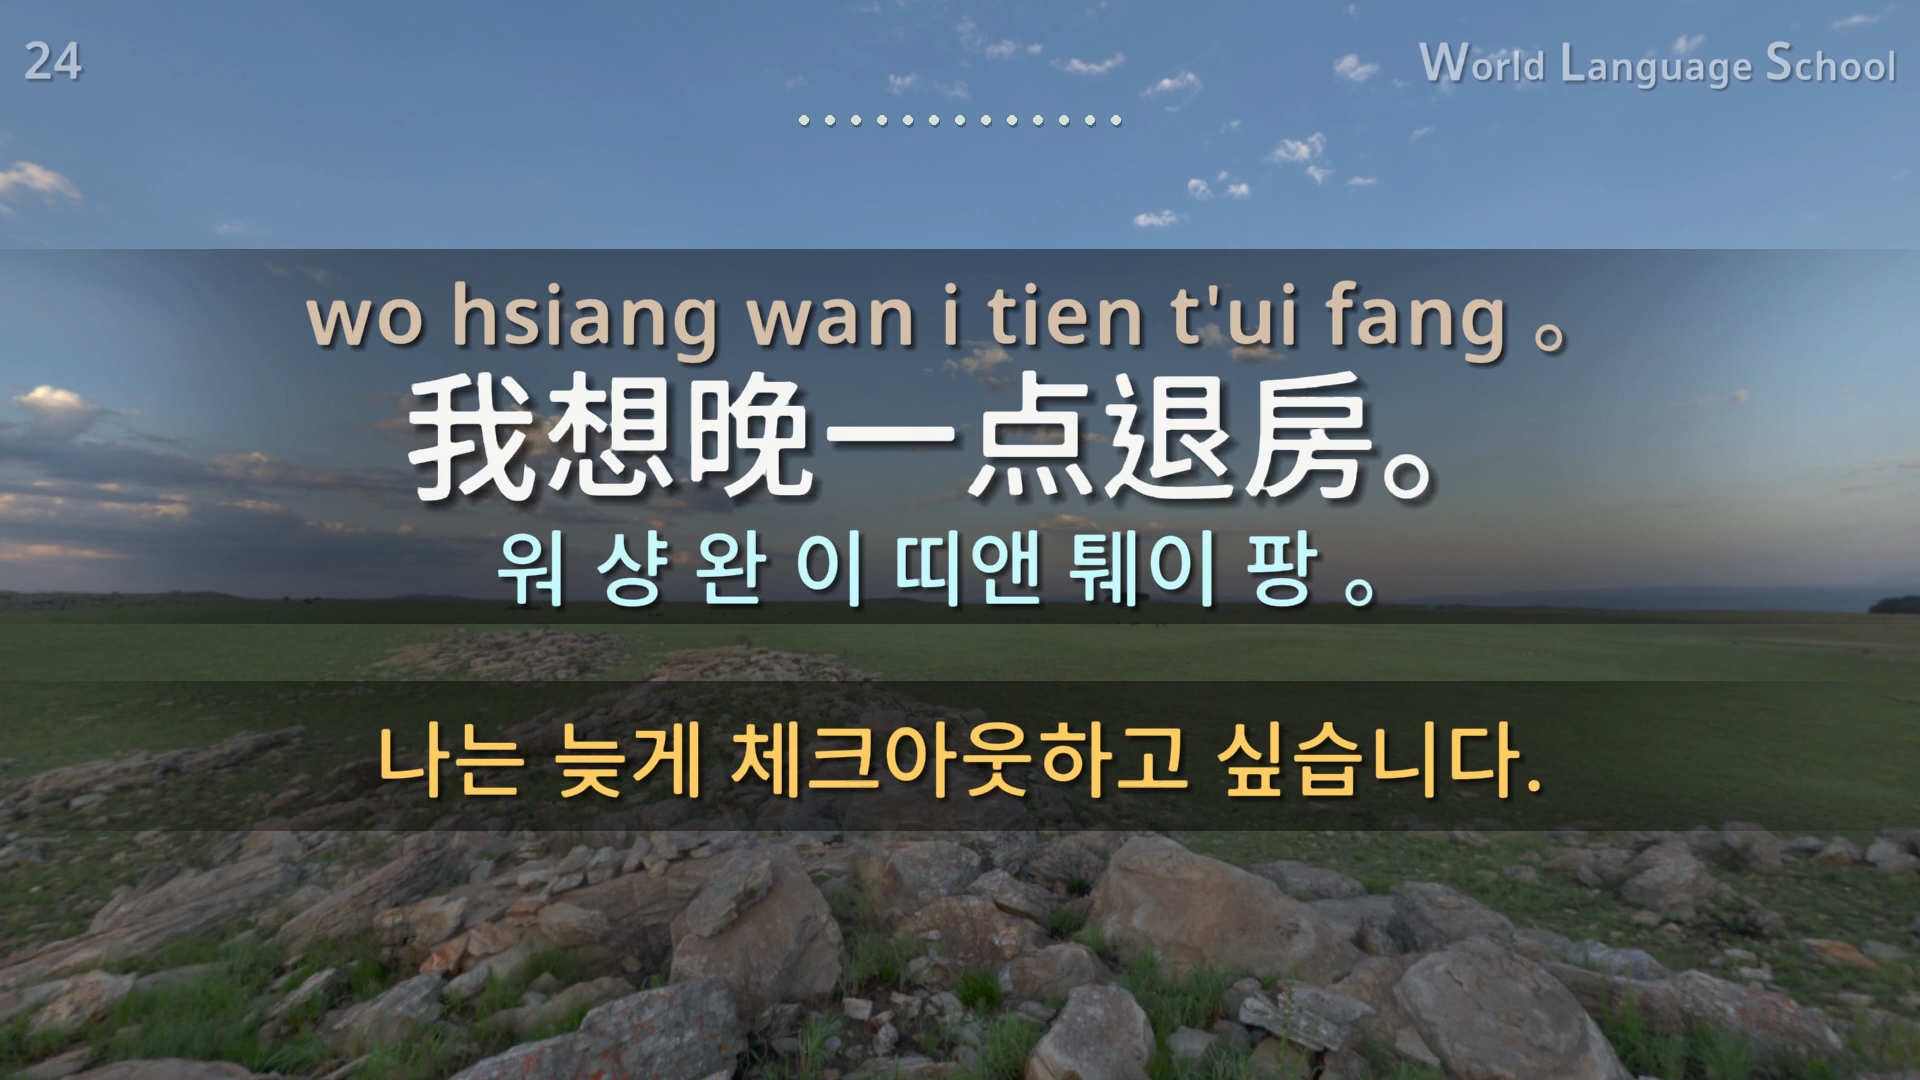 24
World Language School
wo hsiang wan i tien t'ui fang 。
我想晚一点退房。
워 샹 완 이 띠앤 퉤이 팡 。
나는 늦게 체크아웃하고 싶습니다.